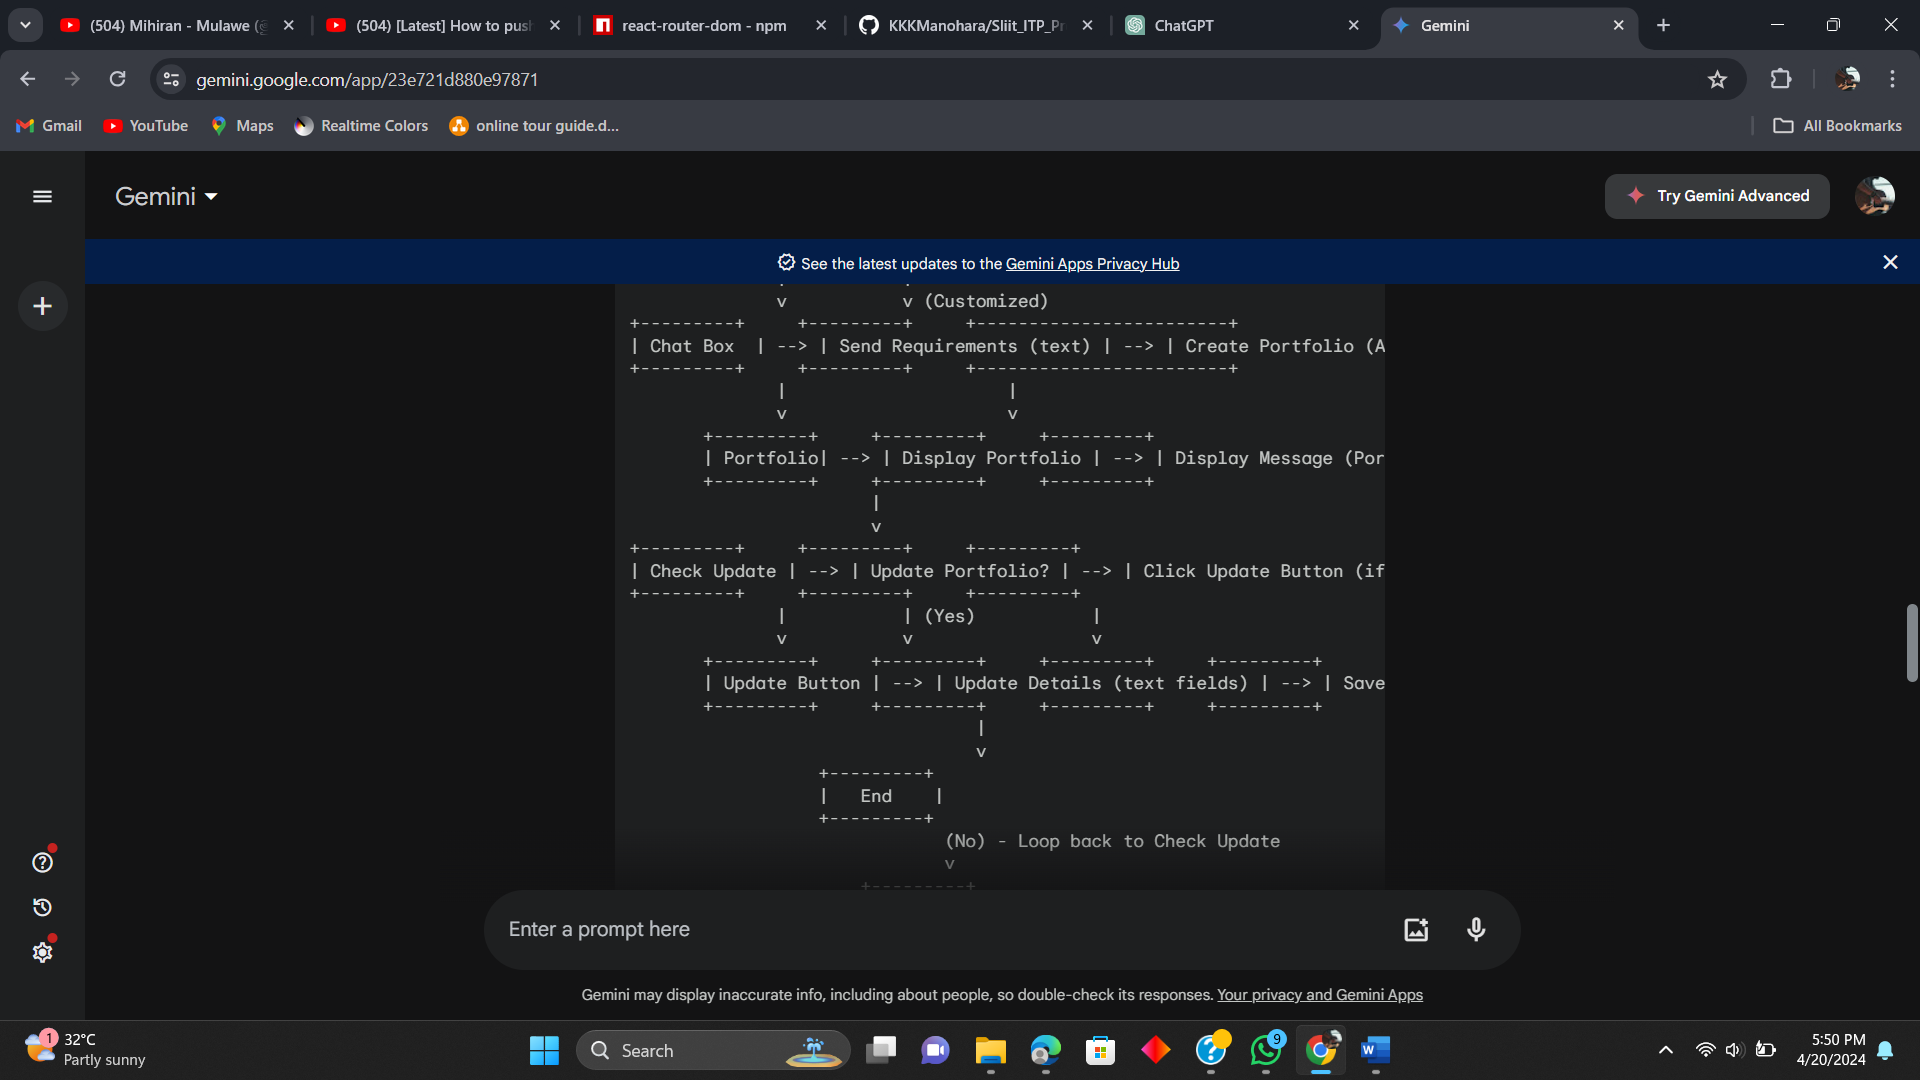 (504) Mihiran - Mulawe (
(504) [Latest] How to pus
react-router-dom - npm
KKKManohara/Sliit_ITP_Pr
ChatGPT
Gemini
gemini.google.com/app/23e721d880e97871
Gmail
YouTube
Maps
Realtime Colors
online tour guide.d...
All Bookmarks
Gemini
Try Gemini Advanced
See the latest updates to the Gemini Apps Privacy Hub
v v (Customized)
+---------+ +---------+ +------------------------+
| Chat Box | --> | Send Requirements (text) | --> | Create Portfolio (A
+---------+ +---------+ +------------------------+
| |
v v
+---------+ +---------+ +---------+
| Portfolio| --> | Display Portfolio | --> | Display Message (Por
+---------+ +---------+ +---------+
|
v
+---------+ +---------+ +---------+
| Check Update | --> | Update Portfolio? | --> | Click Update Button (if
+---------+ +---------+ +---------+
| | (Yes) |
v v v
+---------+ +---------+ +---------+ +---------+
| Update Button | --> | Update Details (text fields) | --> | Save
+---------+ +---------+ +---------+ +---------+
|
v
+---------+
| End |
+---------+
(No) - Loop back to Check Update
v
+---------+
Enter a prompt here
Gemini may display inaccurate info, including about people, so double-check its responses. Your privacy and Gemini Apps
1
32°C
Partly sunny
Search
9
5:50 PM
4/20/2024